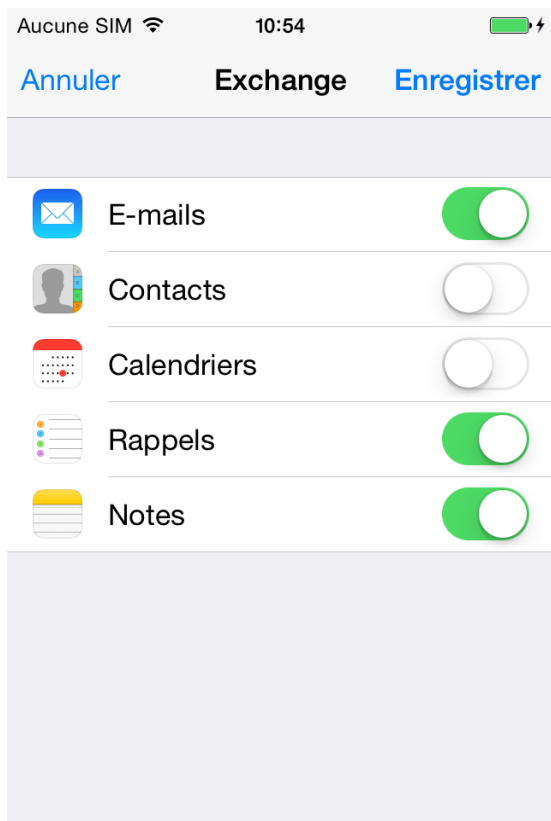 Aucune SIM 10:54
Annuler Exchange Enregistrer
E-mails
Contacts
Calendriers
Rappels
Notes